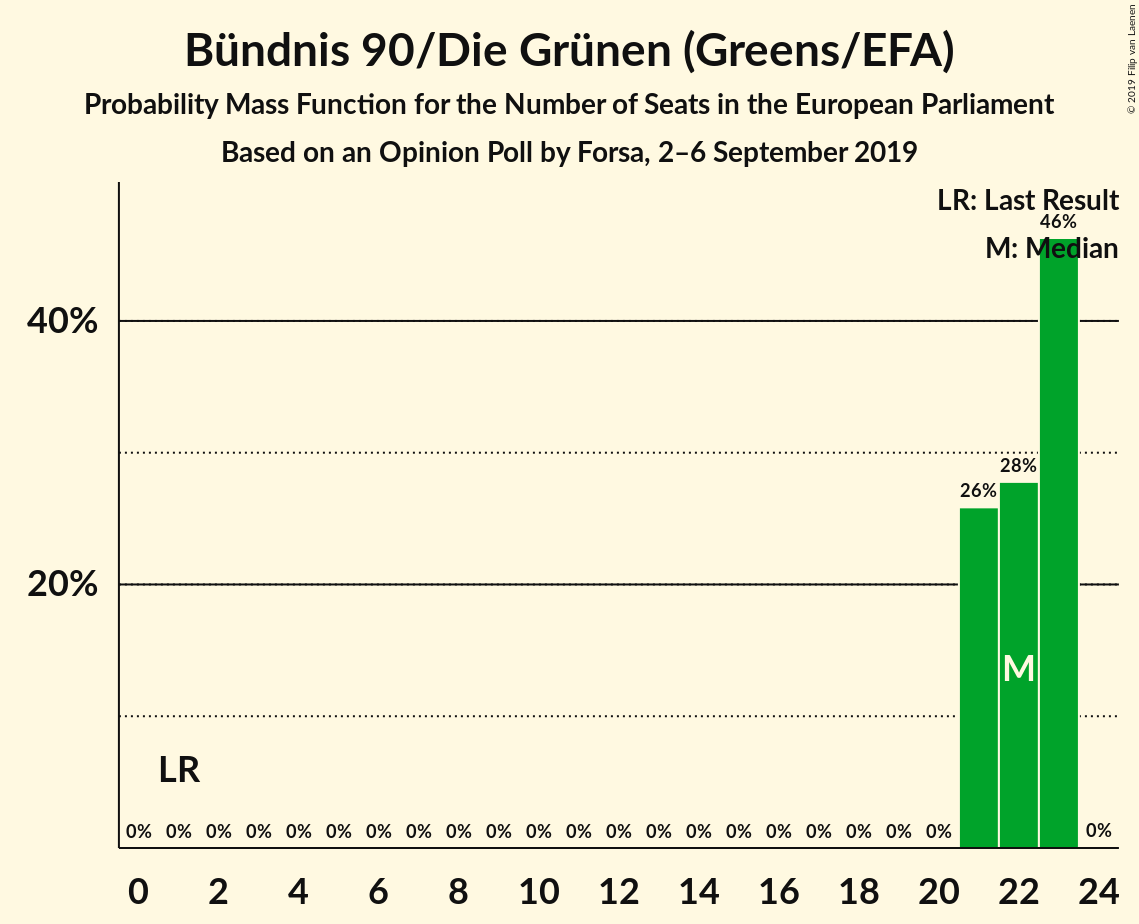 Bündnis 90/Die Grünen (Greens/EFA)
Probability Mass Function for the Number of Seats in the European Parliament
Based on an Opinion Poll by Forsa, 2–6 September 2019
© 2019 Filip van Laenen
LR: Last Result
46%
M: Median
40%
28%
26%
20%
M
LR
0% 0% 0% 0% 0% 0% 0% 0% 0% 0% 0% 0% 0% 0% 0% 0% 0% 0% 0% 0% 0% 0%
0 2 4 6 8 10 12 14 16 18 20 22 24